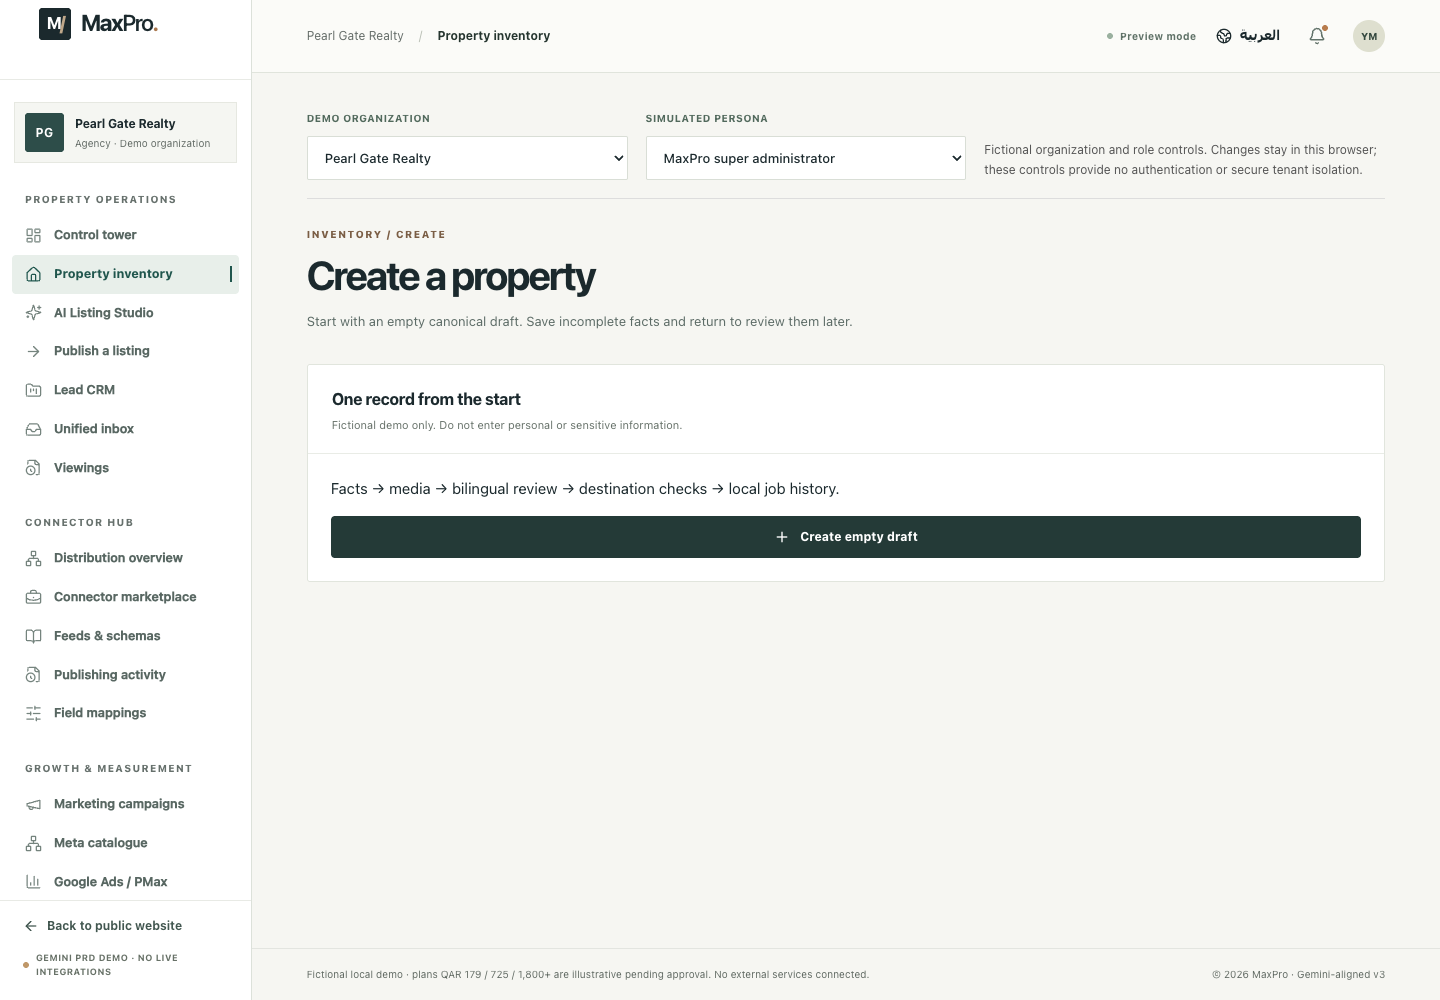 M/ MaxPro.
PG
Pearl Gate Realty
Agency · Demo organization
PROPERTY OPERATIONS
Control tower
Property inventory
AI Listing Studio
Publish a listing
Lead CRM
Unified inbox
Viewings
CONNECTOR HUB
Distribution overview
Connector marketplace
Feeds & schemas
Publishing activity
Field mappings
GROWTH & MEASUREMENT
Marketing campaigns
Meta catalogue
Google Ads / PMax
Back to public website
GEMINI PRD DEMO · NO LIVE
INTEGRATIONS
Pearl Gate Realty / Property inventory
Preview mode
العربية
YM
DEMO ORGANIZATION
Pearl Gate Realty
SIMULATED PERSONA
MaxPro super administrator
Fictional organization and role controls. Changes stay in this browser;
these controls provide no authentication or secure tenant isolation.
INVENTORY / CREATE
Create a property
Start with an empty canonical draft. Save incomplete facts and return to review them later.
One record from the start
Fictional demo only. Do not enter personal or sensitive information.
Facts → media → bilingual review → destination checks → local job history.
+ Create empty draft
Fictional local demo · plans QAR 179 / 725 / 1,800+ are illustrative pending approval. No external services connected.
© 2026 MaxPro · Gemini-aligned v3